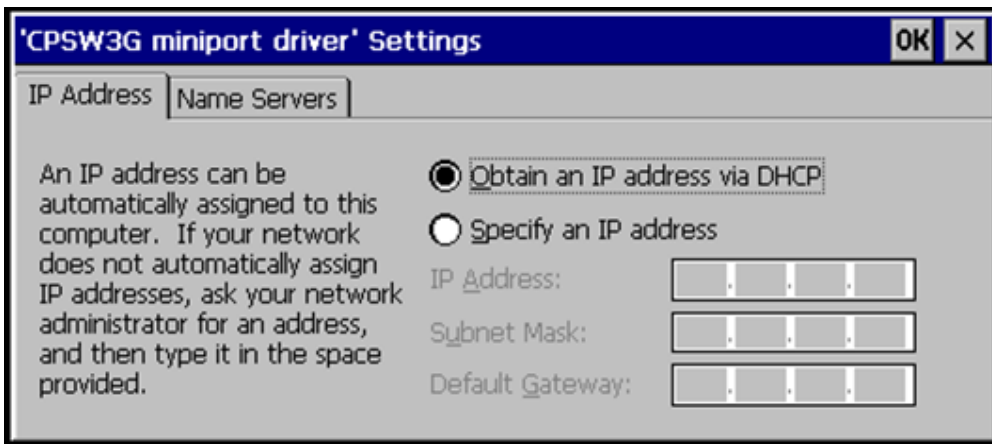 'CPSW3G miniport driver' Settings
OK ×
IP Address
Name Servers
An IP address can be
automatically assigned to this
computer. If your network
does not automatically assign
IP addresses, ask your network
administrator for an address,
and then type it in the space
provided.
Obtain an IP address via DHCP
Specify an IP address
IP Address:
Subnet Mask:
Default Gateway: